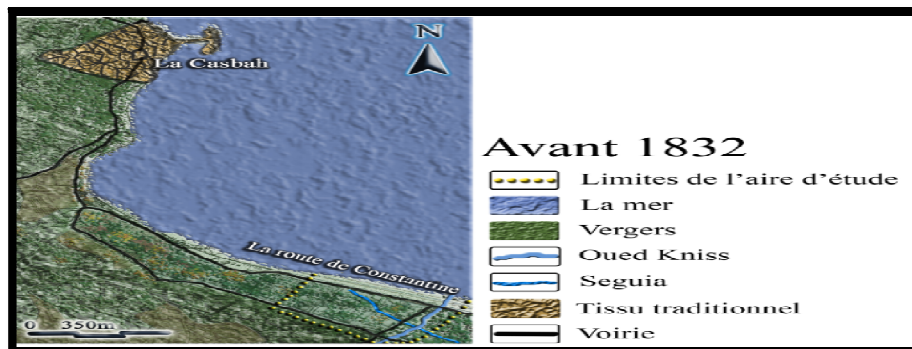 N
La Casbah
La route de Constantine
0 350m
Avant 1832
Limites de l'aire d'étude
La mer
Vergers
Oued Kniss
Seguia
Tissu traditionnel
Voirie